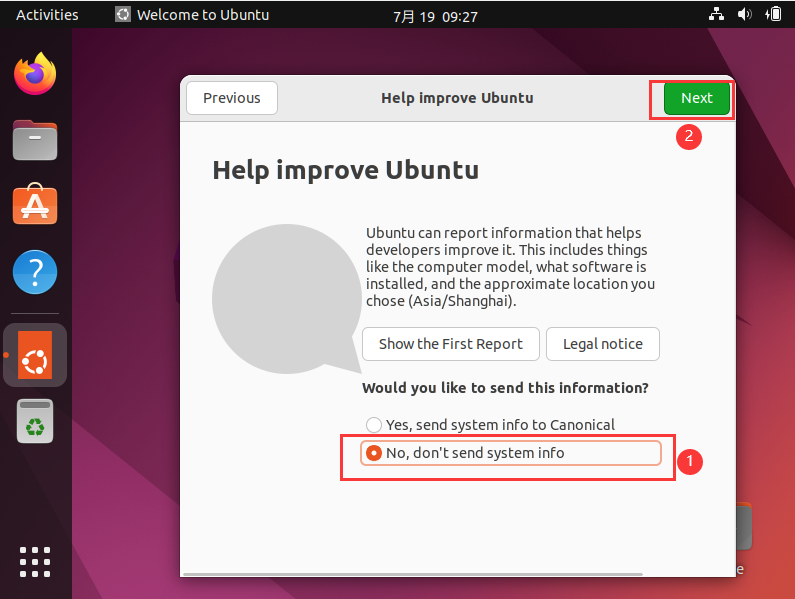 Activities
Welcome to Ubuntu
7月 19 09:27
Previous
Help improve Ubuntu
Next
2
Help improve Ubuntu
Ubuntu can report information that helps
developers improve it. This includes things
like the computer model, what software is
installed, and the approximate location you
chose (Asia/Shanghai).
Show the First Report
Legal notice
Would you like to send this information?
Yes, send system info to Canonical
No, don't send system info
1